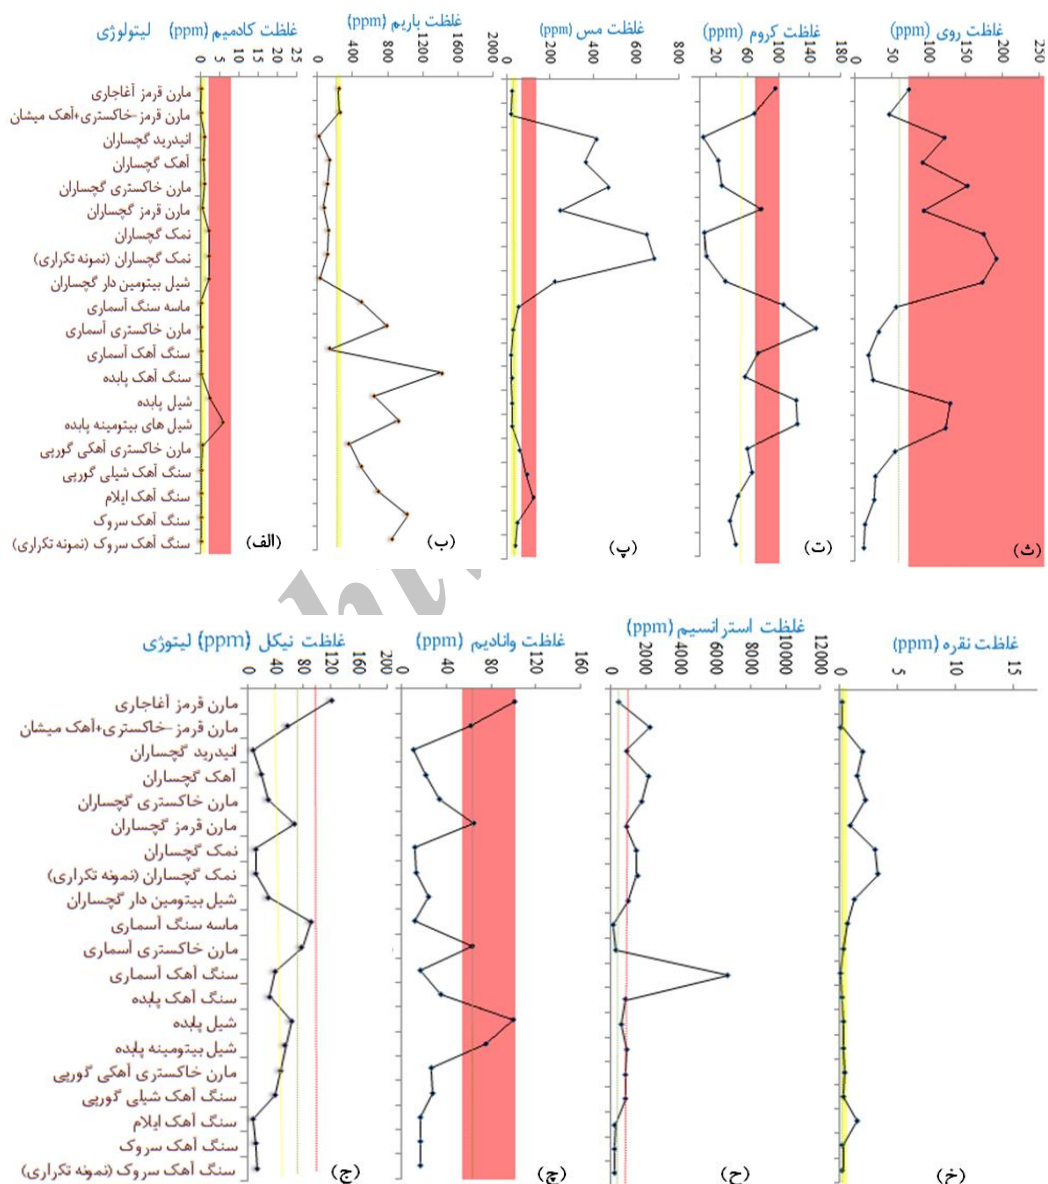 لیتولوژی
غلظت کادمیم (ppm)
0 5 10 15 20 25
غلظت باریم (ppm)
400 800 1200 1600 2000
غلظت مس (ppm)
0 200 400 600 800
غلظت کروم (ppm)
0 60 100 140 180
غلظت روی (ppm)
0 50 100 150 200 250
مارن قرمز آغاجاری
مارن قرمز-خاکستری+آهک میشان
انیدرید گچساران
آهک گچساران
مارن خاکستری گچساران
مارن قرمز گچساران
نمک گچساران
نمک گچساران (نمونه تکراری)
شیل بیتومین دار گچساران
ماسه سنگ آسماری
مارن خاکستری آسماری
سنگ آهک آسماری
سنگ آهک پابده
شیل پابده
شیل های بیتومینه پابده
مارن خاکستری آهکی گورپی
سنگ آهک شیلی گورپی
سنگ آهک ایلام
سنگ آهک سروک
سنگ آهک سروک (نمونه تکراری)
(الف)
(ب)
(پ)
(ت)
(ث)
غلظت نیکل (ppm) لیتوژی
0 40 80 120 160 200
غلظت وانادیم (ppm)
0 40 80 120 160
غلظت استرانسیم (ppm)
0 2000 4000 6000 8000 10000 12000
غلظت نقره (ppm)
0 5 10 15
مارن قرمز آغاجاری
مارن قرمز-خاکستری+آهک میشان
انیدرید گچساران
آهک گچساران
مارن خاکستری گچساران
مارن قرمز گچساران
نمک گچساران
نمک گچساران (نمونه تکراری)
شیل بیتومین دار گچساران
ماسه سنگ آسماری
مارن خاکستری آسماری
سنگ آهک آسماری
سنگ آهک پابده
شیل پابده
شیل بیتومینه پابده
مارن خاکستری آهکی گورپی
سنگ آهک شیلی گورپی
سنگ آهک ایلام
سنگ آهک سروک
سنگ آهک سروک (نمونه تکراری)
(ج)
(چ)
(ح)
(خ)